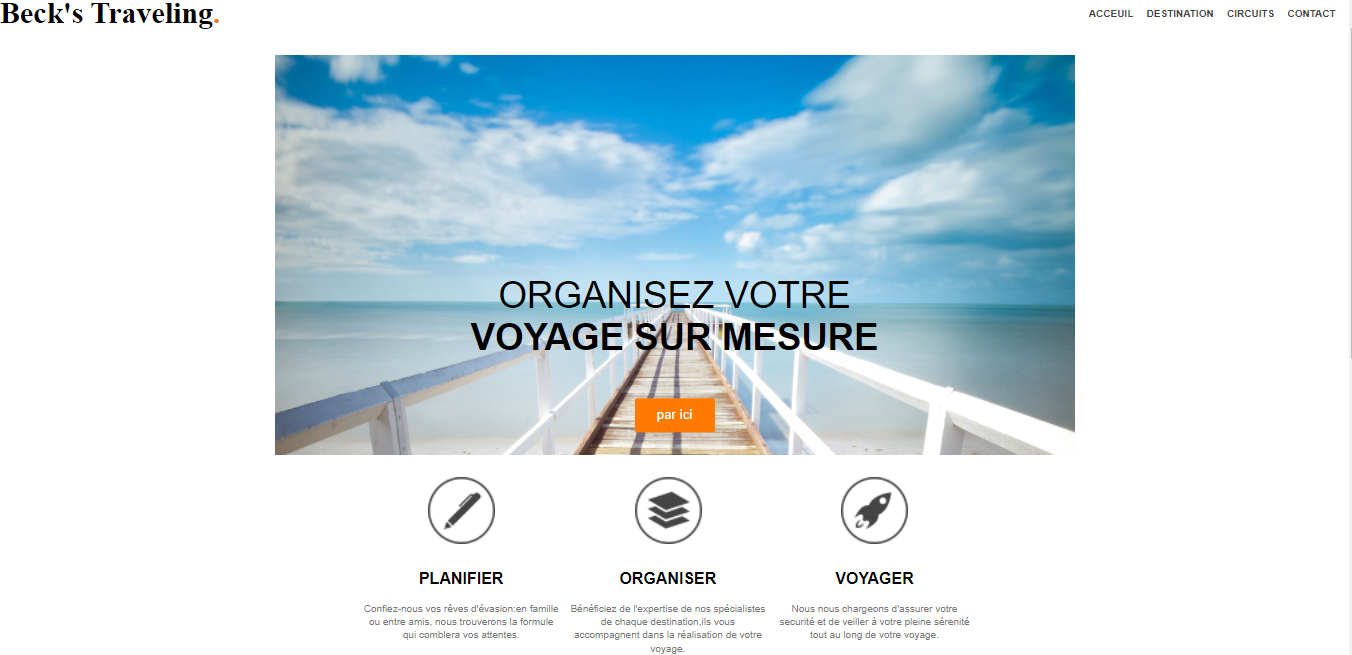 Beck's Traveling.
ACCEUIL DESTINATION CIRCUITS CONTACT
ORGANISEZ VOTRE
VOYAGE SUR MESURE
par ici
PLANIFIER
Confiez-nous vos rêves d'évasion:en famille
ou entre amis, nous trouverons la formule
qui comblera vos attentes.
ORGANISER
Bénéficiez de l'expertise de nos spécialistes
de chaque destination,ils vous
accompagnent dans la réalisation de votre
voyage.
VOYAGER
Nous nous chargeons d'assurer votre
securité et de veiller à votre pleine sérénité
tout au long de votre voyage.